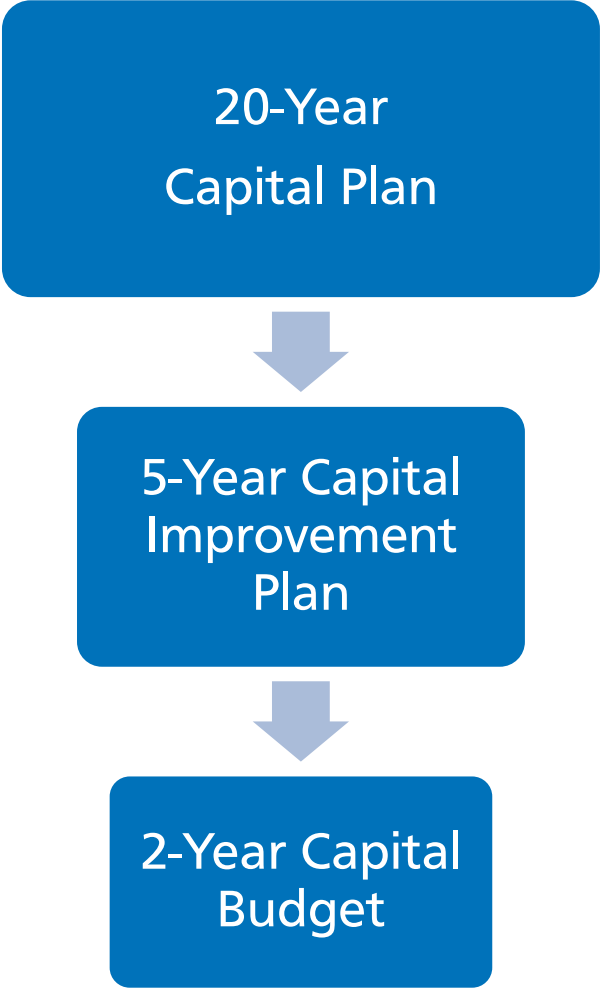 20-Year
Capital Plan
5-Year Capital
Improvement
Plan
2-Year Capital
Budget